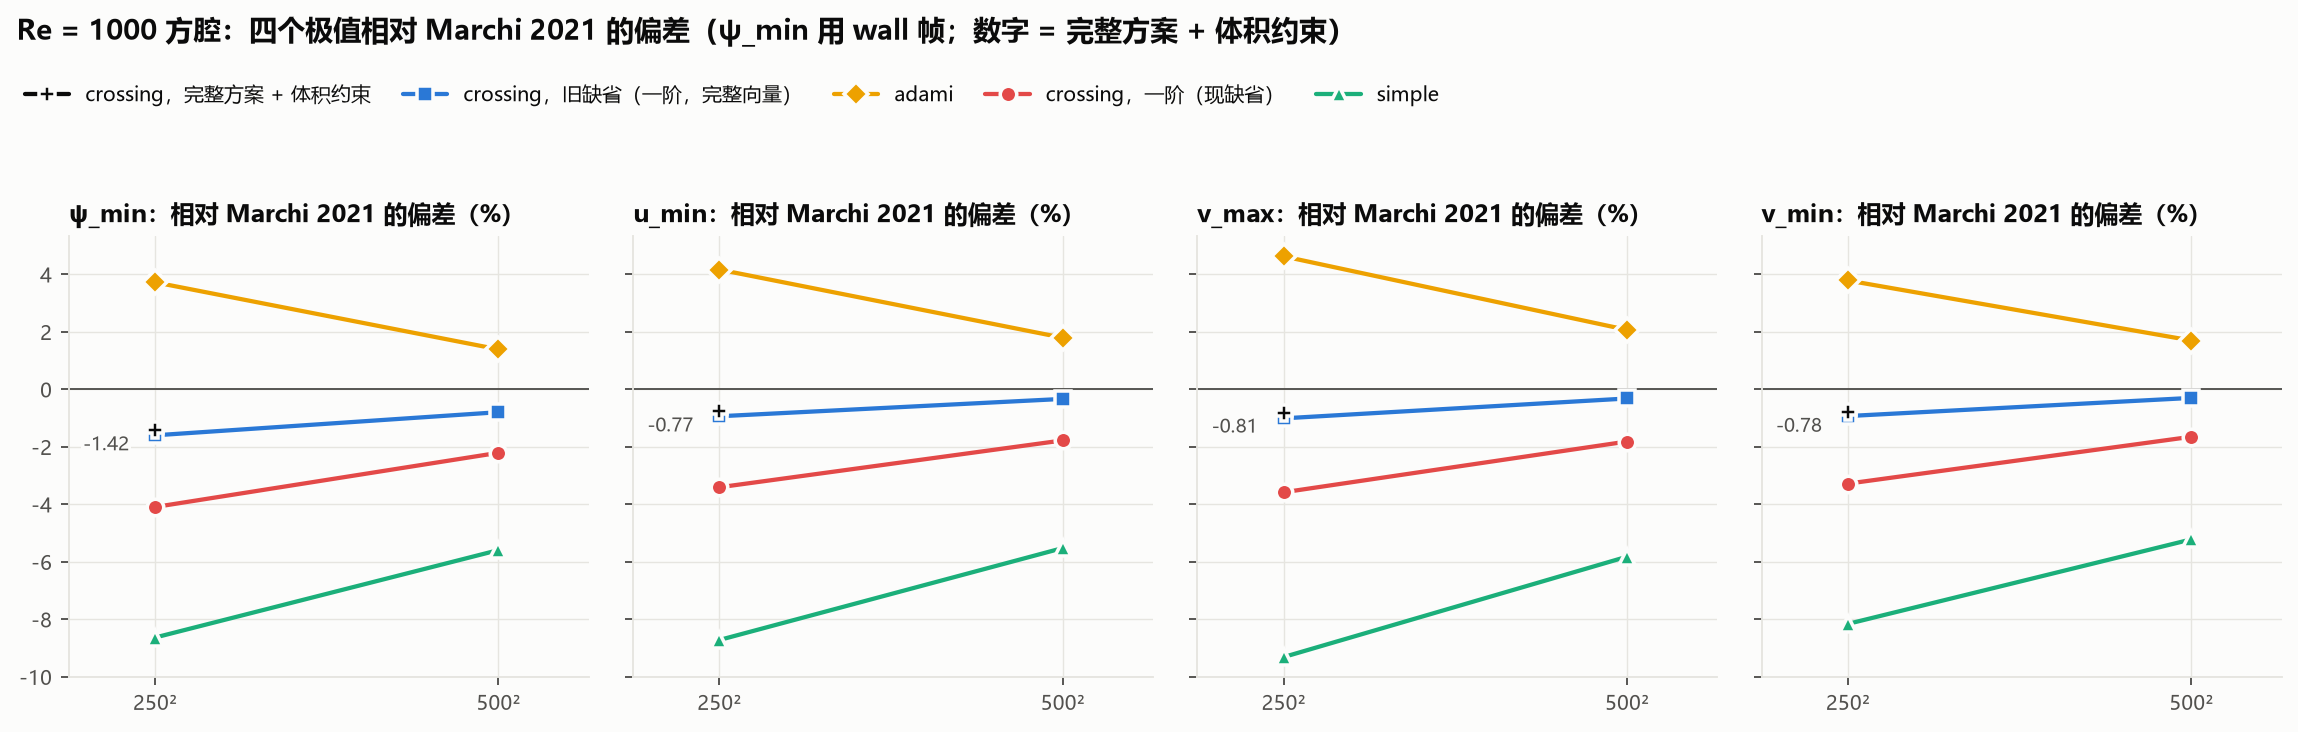 Re = 1000 方腔：四个极值相对 Marchi 2021 的偏差（ψ_min 用 wall 帧；数字 = 完整方案 + 体积约束）
crossing，完整方案 + 体积约束 crossing，旧缺省（一阶，完整向量） adami crossing，一阶（现缺省） simple
ψ_min：相对 Marchi 2021 的偏差（%） u_min：相对 Marchi 2021 的偏差（%） v_max：相对 Marchi 2021 的偏差（%） v_min：相对 Marchi 2021 的偏差（%）
4
2
0
-1.42 -0.77 -0.81 -0.78
-2
-4
-6
-8
-10
250² 500² 250² 500² 250² 500² 250² 500²